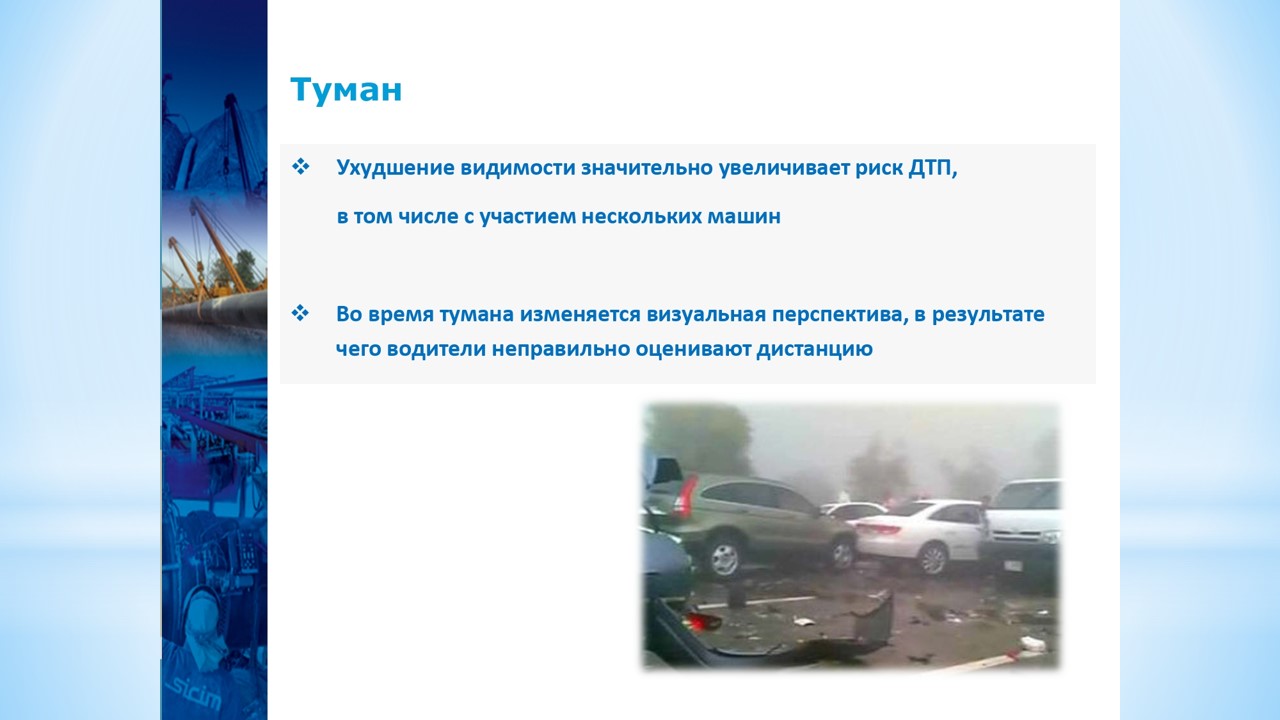 Туман
❖ Ухудшение видимости значительно увеличивает риск ДТП,
в том числе с участием нескольких машин
❖ Во время тумана изменяется визуальная перспектива, в результате
чего водители неправильно оценивают дистанцию
sicim